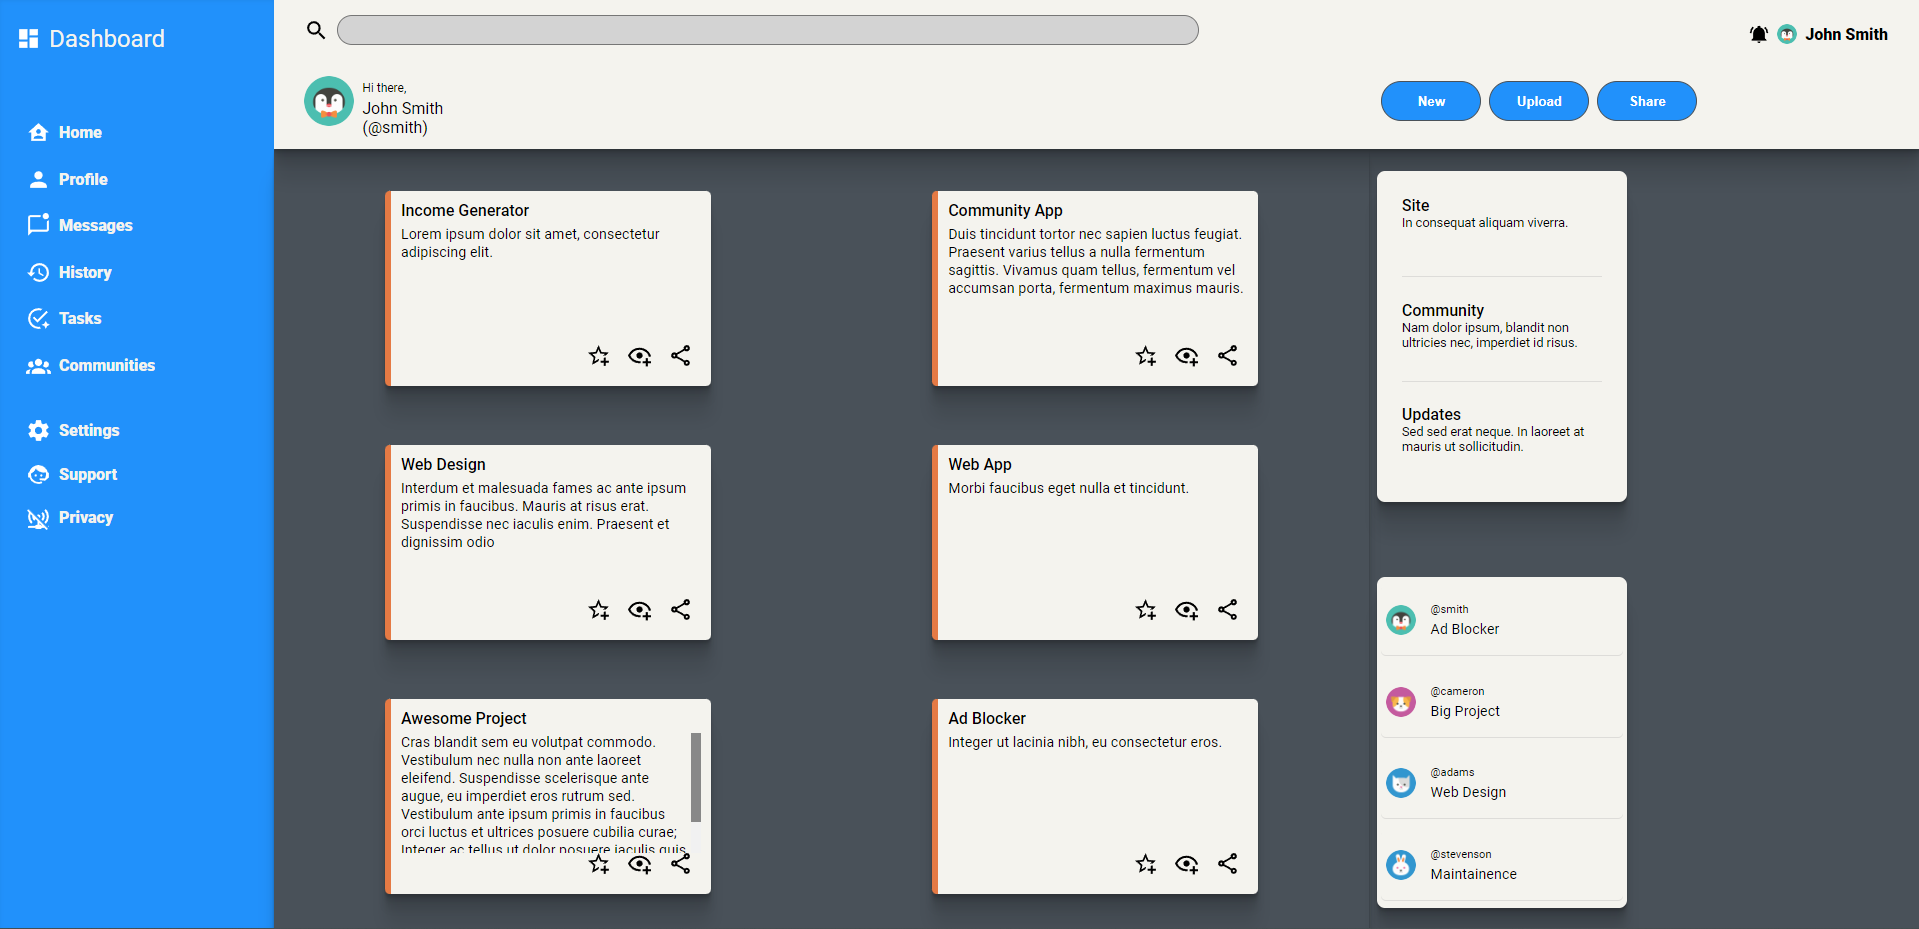 Dashboard
Home
Profile
Messages
History
Tasks
Communities
Settings
Support
Privacy
John Smith
Hi there,
John Smith
(@smith)
New
Upload
Share
Income Generator
Lorem ipsum dolor sit amet, consectetur
adipiscing elit.
Community App
Duis tincidunt tortor nec sapien luctus feugiat.
Praesent varius tellus a nulla fermentum
sagittis. Vivamus quam tellus, fermentum vel
accumsan porta, fermentum maximus mauris.
Web Design
Interdum et malesuada fames ac ante ipsum
primis in faucibus. Mauris at risus erat.
Suspendisse nec iaculis enim. Praesent et
dignissim odio
Web App
Morbi faucibus eget nulla et tincidunt.
Awesome Project
Cras blandit sem eu volutpat commodo.
Vestibulum nec nulla non ante laoreet
eleifend. Suspendisse scelerisque ante
augue, eu imperdiet eros rutrum sed.
Vestibulum ante ipsum primis in faucibus
orci luctus et ultrices posuere cubilia curae;
Integer ac tellus ut dolor posuere iaculis quis
Ad Blocker
Integer ut lacinia nibh, eu consectetur eros.
Site
In consequat aliquam viverra.
Community
Nam dolor ipsum, blandit non
ultricies nec, imperdiet id risus.
Updates
Sed sed erat neque. In laoreet at
mauris ut sollicitudin.
@smith
Ad Blocker
@cameron
Big Project
@adams
Web Design
@stevenson
Maintainence